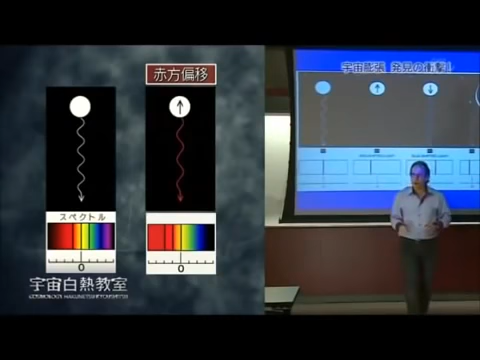 赤方偏移
宇宙膨張 発見の衝撃!
スペクトル
0
0
宇宙白熱教室